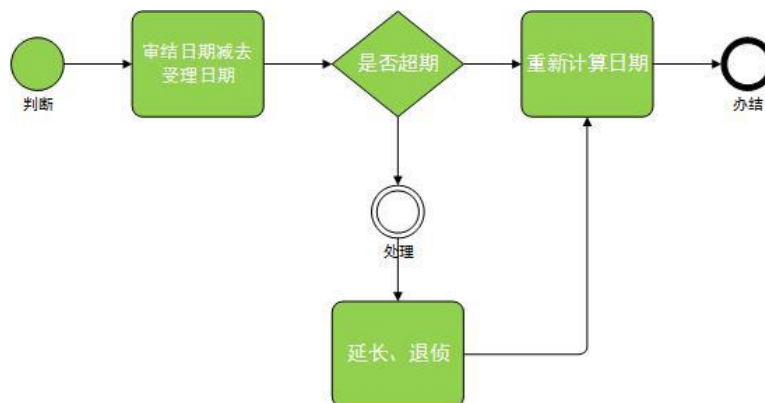 审结日期减去
受理日期
是否超期
重新计算日期
判断
办结
处理
延长、退侦